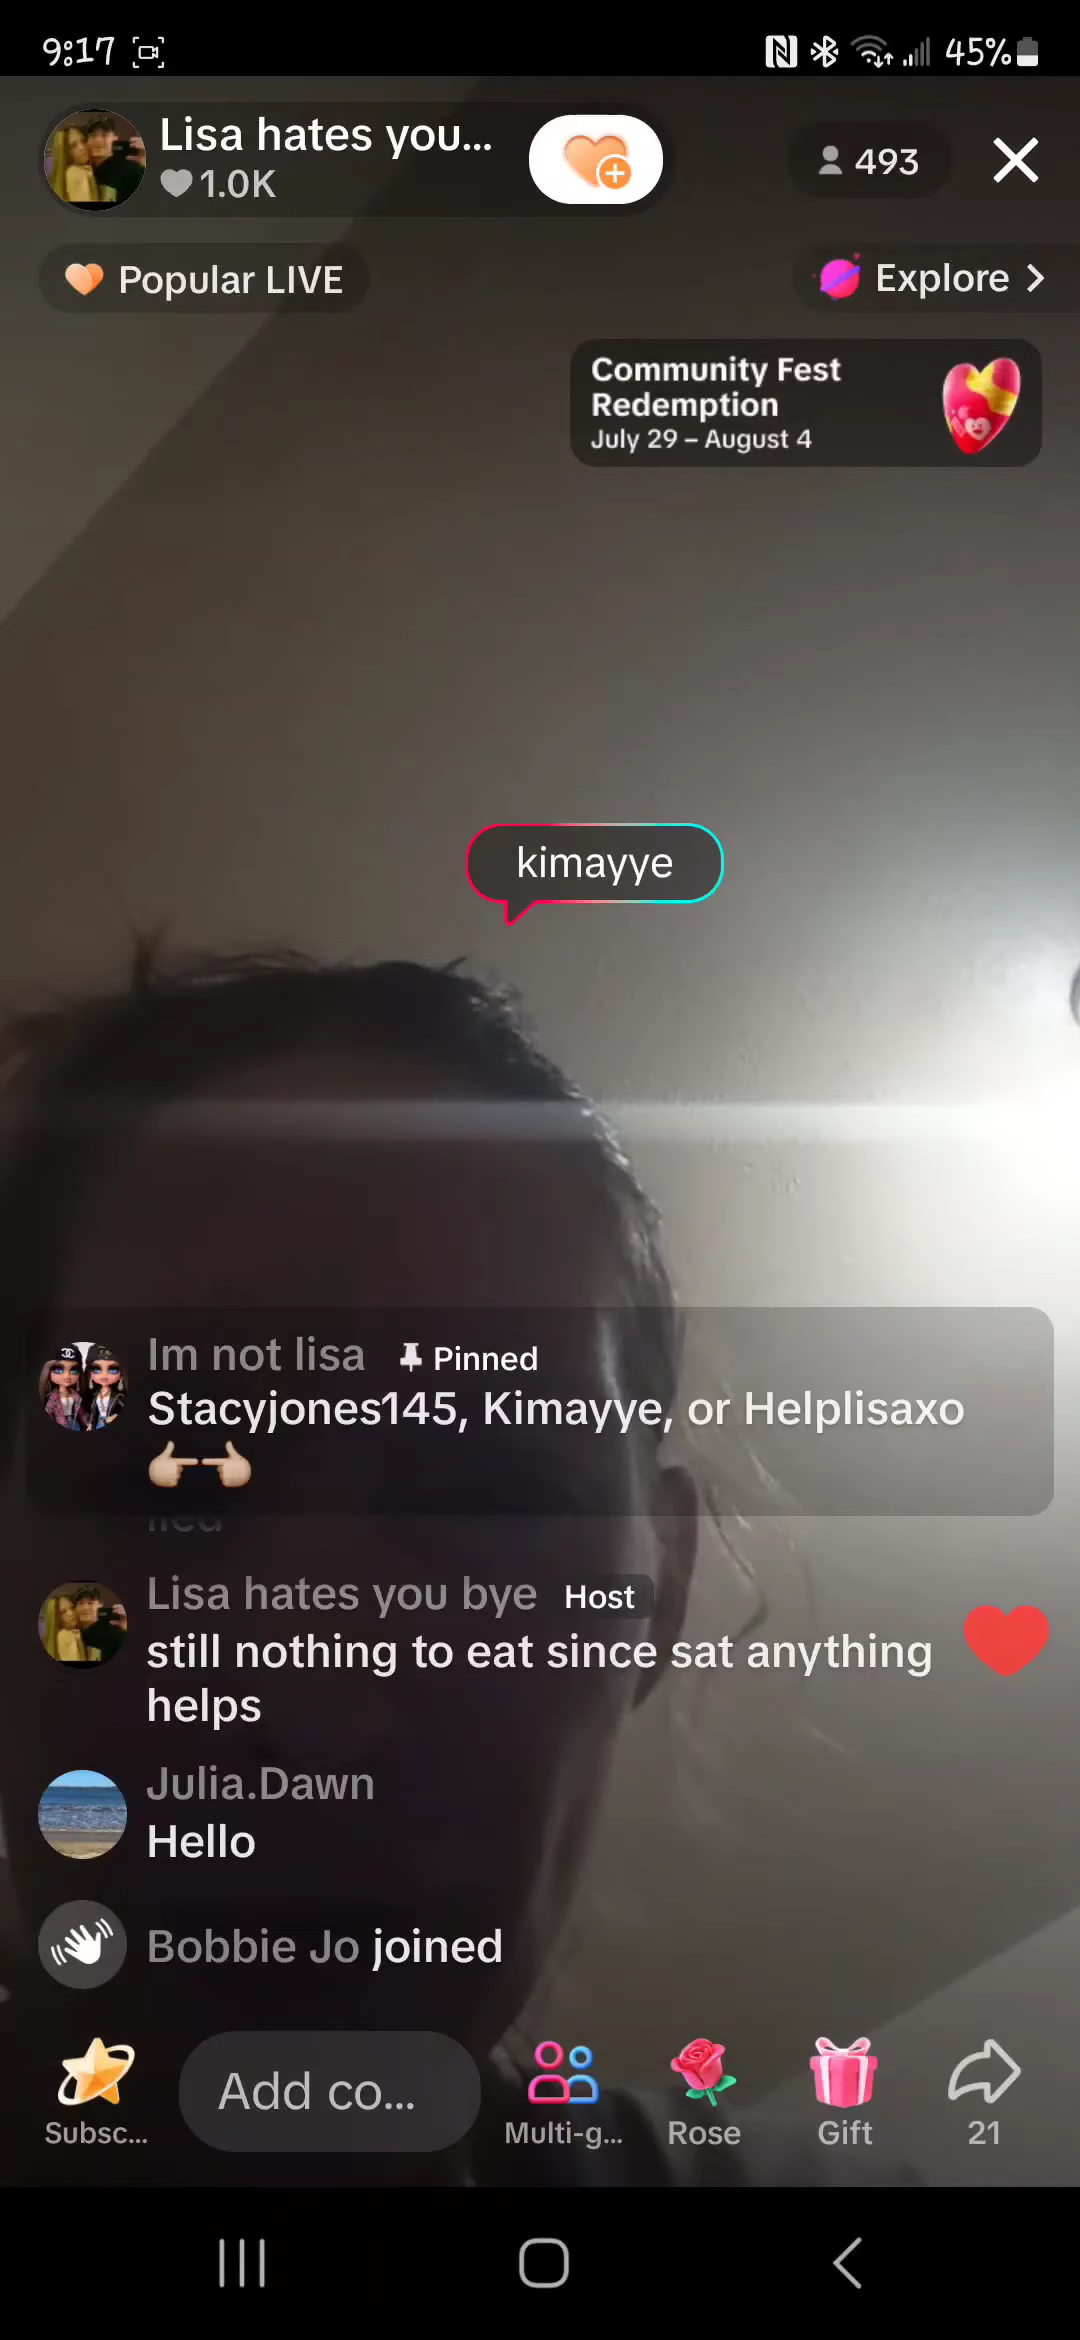 9:17
45%
Lisa hates you...
1.0K
493
Popular LIVE
Explore
Community Fest
Redemption
July 29 – August 4
kimayye
Im not lisa Pinned
Stacyjones145, Kimayye, or Helplisaxo
Lisa hates you bye Host
still nothing to eat since sat anything
helps
Julia.Dawn
Hello
Bobbie Jo joined
Add co...
Subsc...
Multi-g...
Rose
Gift
21